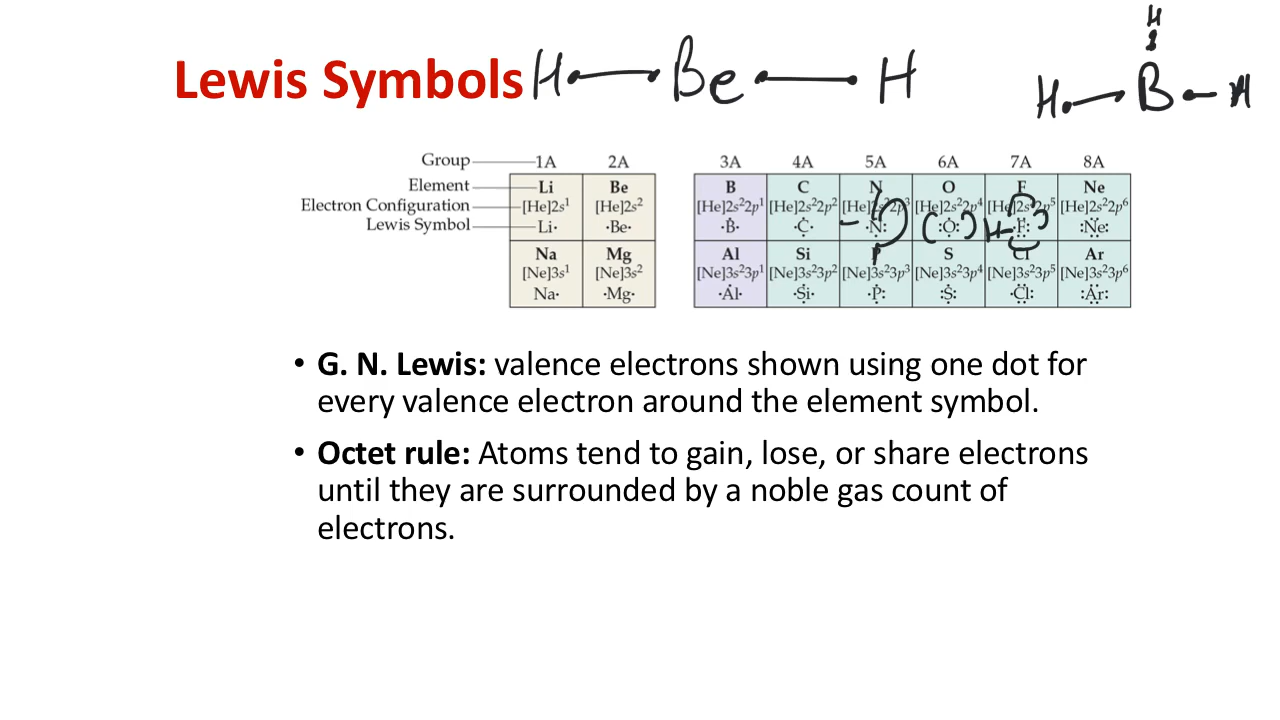 H
Lewis Symbols H Be H
H B H
Group 1A 2A 3A 4A 5A 6A 7A 8A
Element Li Be B C N O F Ne
Electron Configuration [He]2s¹ [He]2s² [He]2s²2p¹ [He]2s²2p² [He]2s²2p³ [He]2s²2p⁴ [He]2s²2p⁵ [He]2s²2p⁶
Lewis Symbol Li· ·Be· ·B· ·C· ·N: :O: ·F: :Ne:
Na Mg Al Si P S Cl Ar
[Ne]3s¹ [Ne]3s² [Ne]3s²3p¹ [Ne]3s²3p² [Ne]3s²3p³ [Ne]3s²3p⁴ [Ne]3s²3p⁵ [Ne]3s²3p⁶
Na· ·Mg· ·Al· ·Si· ·P: :S: ·Cl: :Ar:
• G. N. Lewis: valence electrons shown using one dot for
every valence electron around the element symbol.
• Octet rule: Atoms tend to gain, lose, or share electrons
until they are surrounded by a noble gas count of
electrons.